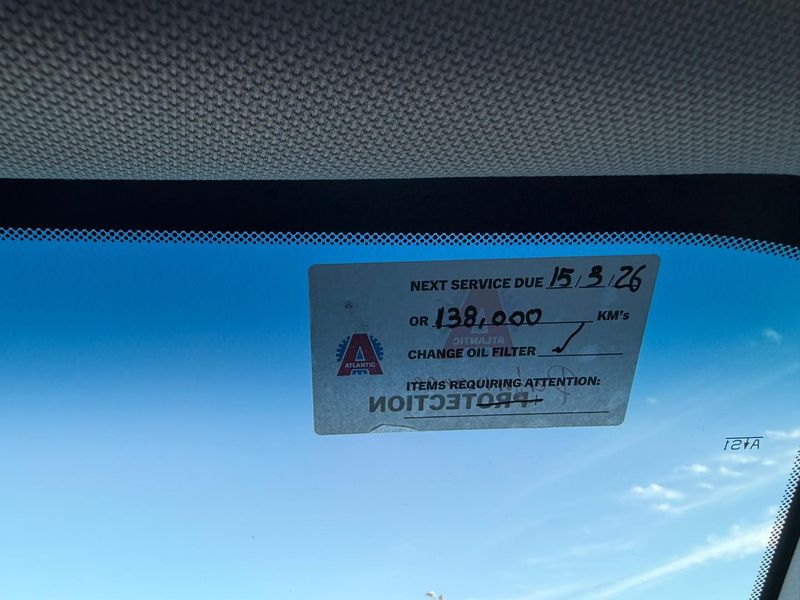 NEXT SERVICE DUE 15/3/26
OR 138,000 KM's
CHANGE OIL FILTER ✓
ITEMS REQUIRING ATTENTION:
A
ATLANTIC
ATLANTIC
PROTECTION
AS1